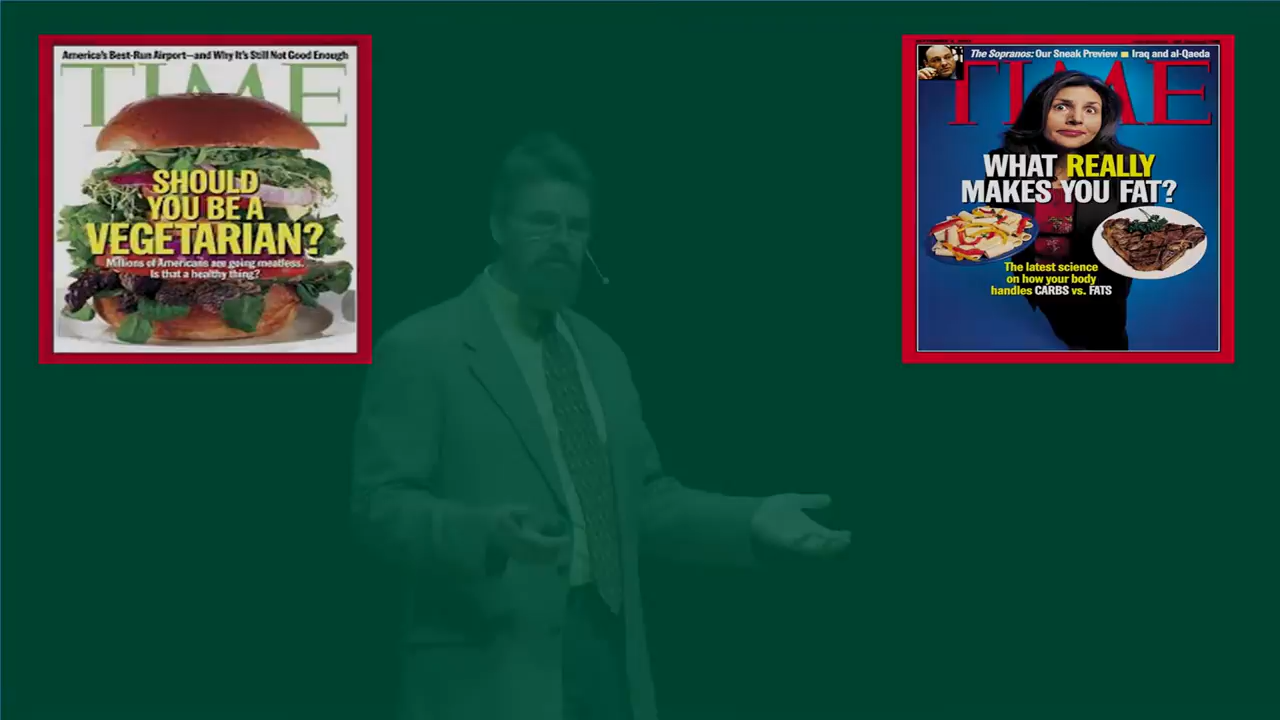 America's Best-Run Airport—and Why It's Still Not Good Enough
TIME
SHOULD
YOU BE A
VEGETARIAN?
Millions of Americans are going meatless.
Is that a healthy thing?
The Sopranos: Our Sneak Preview ■ Iraq and al-Qaeda
TIME
WHAT REALLY
MAKES YOU FAT?
The latest science
on how your body
handles CARBS vs. FATS